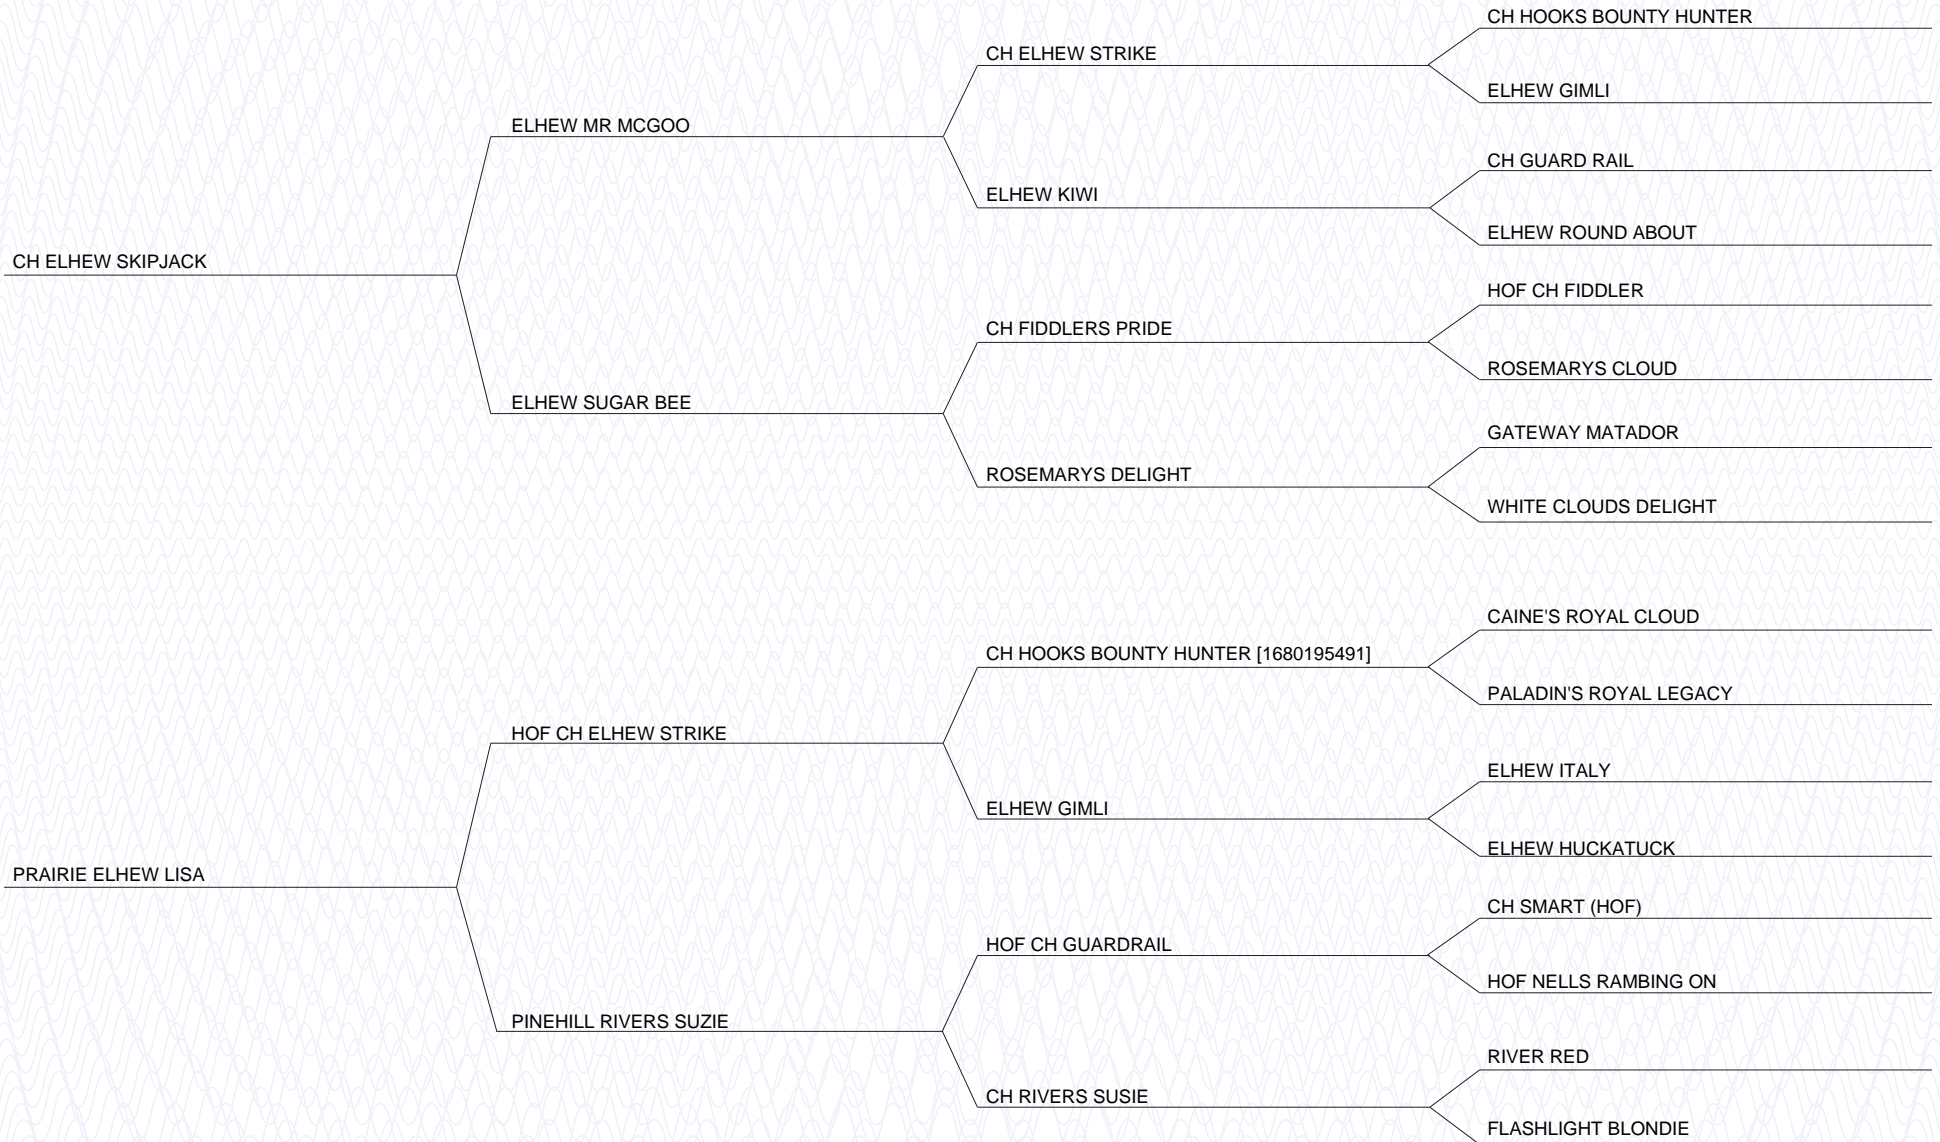 CH HOOKS BOUNTY HUNTER
CH ELHEW STRIKE
ELHEW GIMLI
ELHEW MR MCGOO
CH GUARD RAIL
ELHEW KIWI
ELHEW ROUND ABOUT
CH ELHEW SKIPJACK
HOF CH FIDDLER
CH FIDDLERS PRIDE
ROSEMARYS CLOUD
ELHEW SUGAR BEE
GATEWAY MATADOR
ROSEMARYS DELIGHT
WHITE CLOUDS DELIGHT
CAINE'S ROYAL CLOUD
CH HOOKS BOUNTY HUNTER [1680195491]
PALADIN'S ROYAL LEGACY
HOF CH ELHEW STRIKE
ELHEW ITALY
ELHEW GIMLI
ELHEW HUCKATUCK
PRAIRIE ELHEW LISA
CH SMART (HOF)
HOF CH GUARDRAIL
HOF NELLS RAMBING ON
PINEHILL RIVERS SUZIE
RIVER RED
CH RIVERS SUSIE
FLASHLIGHT BLONDIE